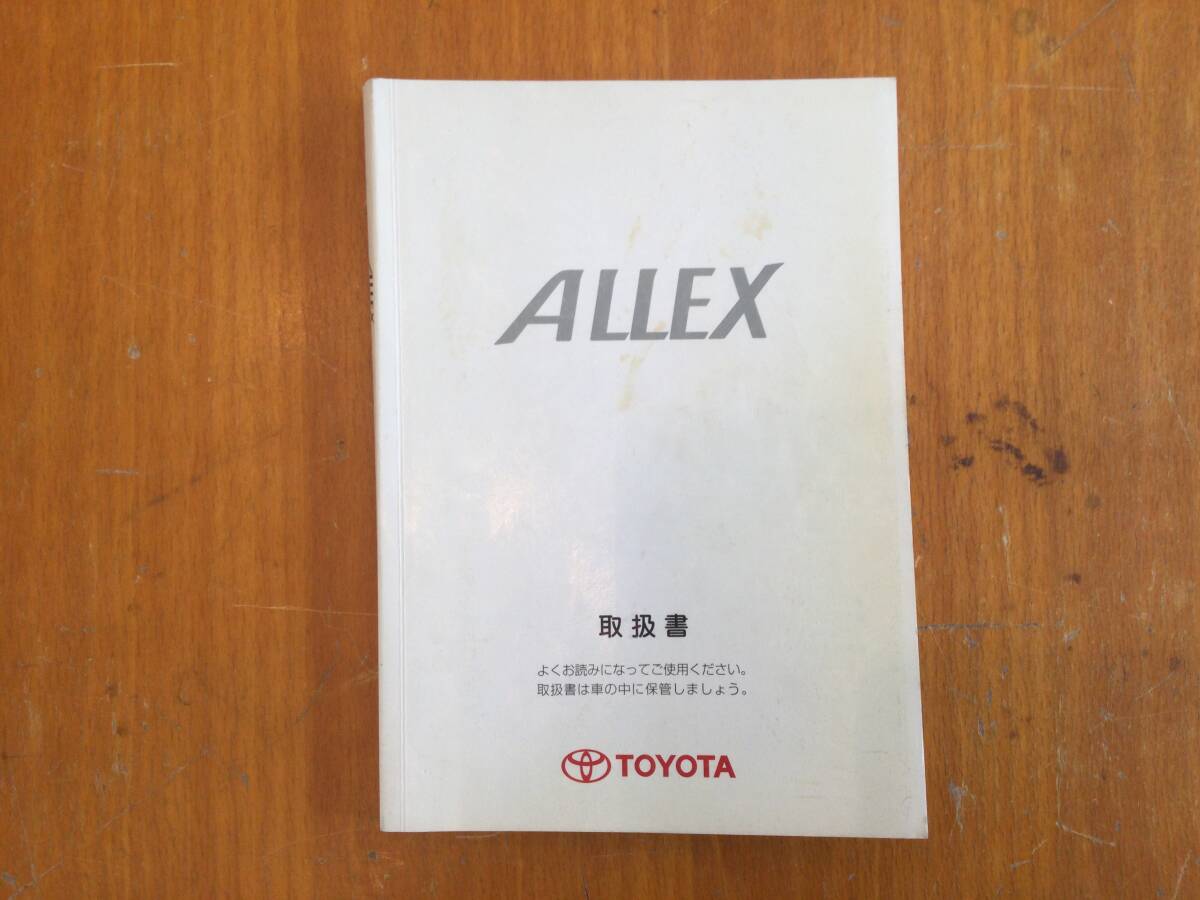 ALLEX
取扱書
よくお読みになってご使用ください。
取扱書は車の中に保管しましょう。
TOYOTA